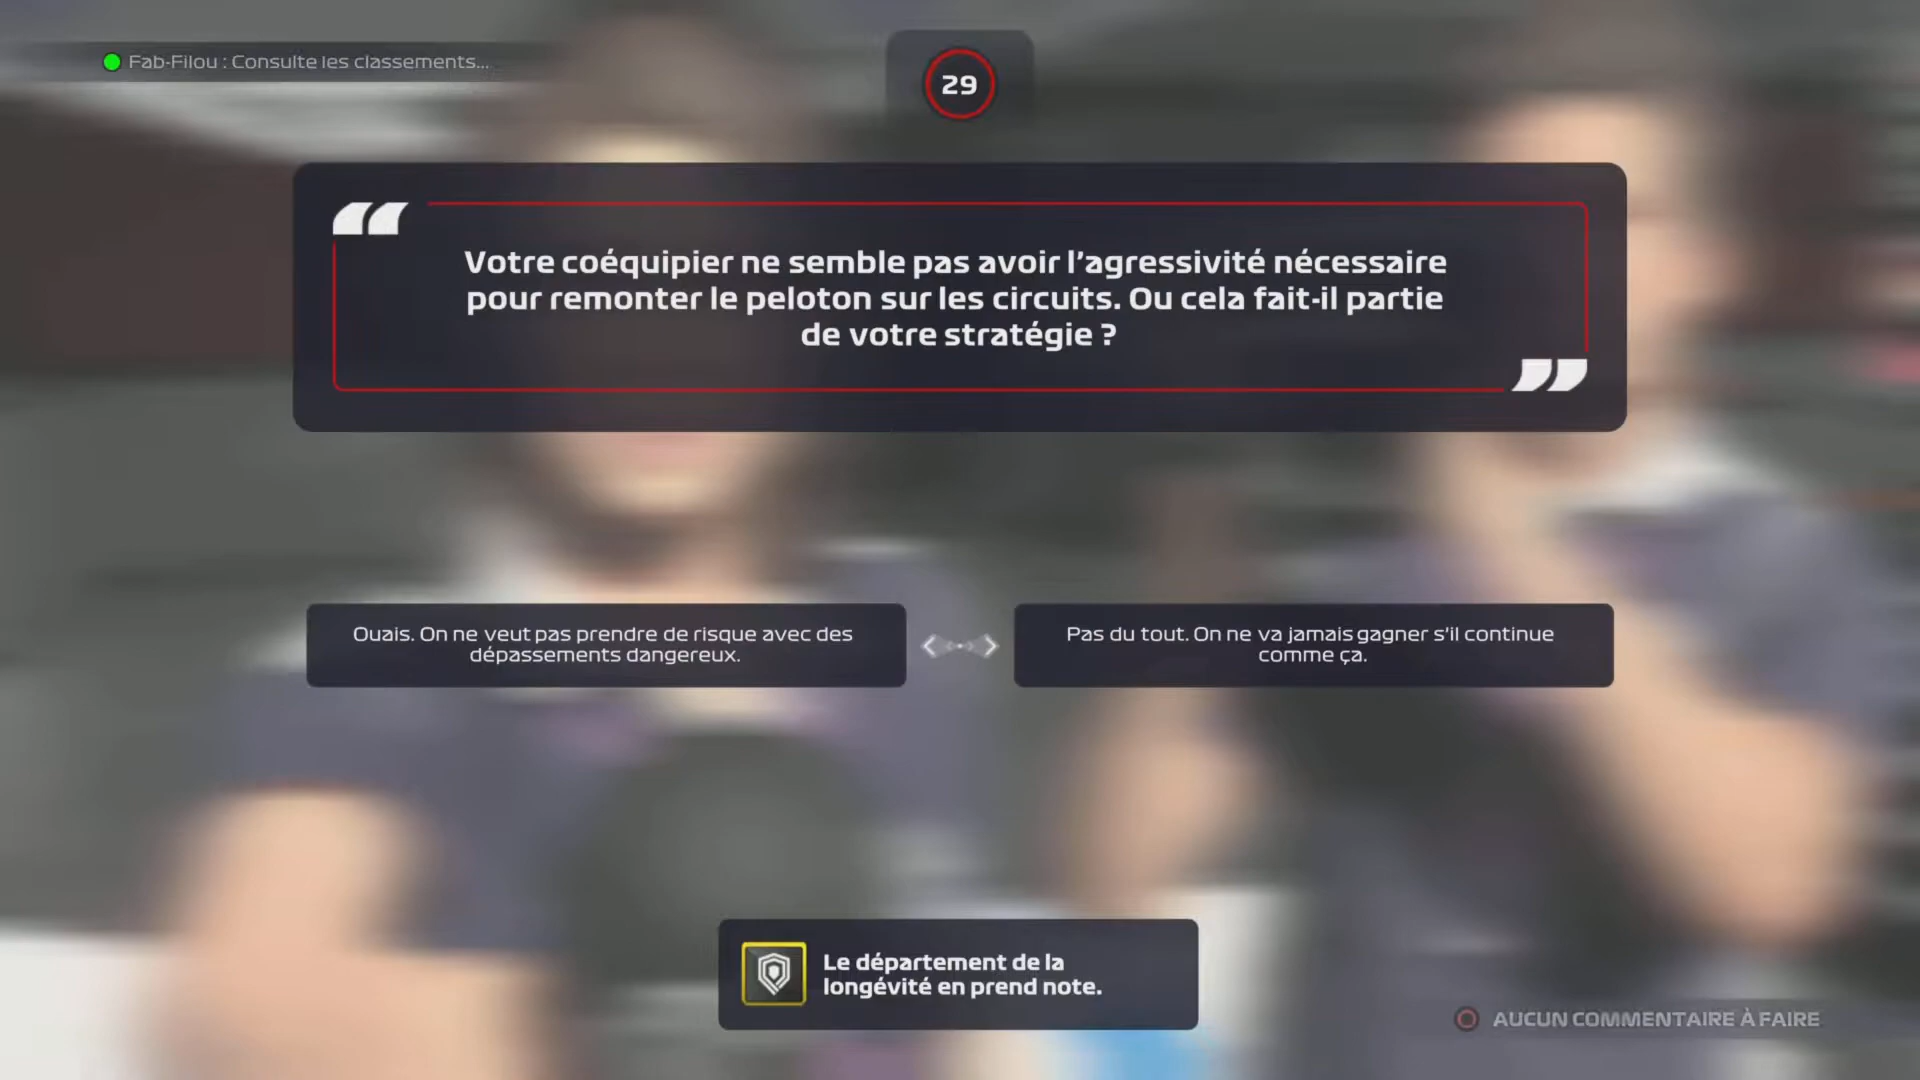 Fab-Filou : Consulte les classements...
29
Votre coéquipier ne semble pas avoir l'agressivité nécessaire
pour remonter le peloton sur les circuits. Ou cela fait-il partie
de votre stratégie ?
Ouais. On ne veut pas prendre de risque avec des
dépassements dangereux.
Pas du tout. On ne va jamais gagner s'il continue
comme ça.
Le département de la
longévité en prend note.
AUCUN COMMENTAIRE À FAIRE